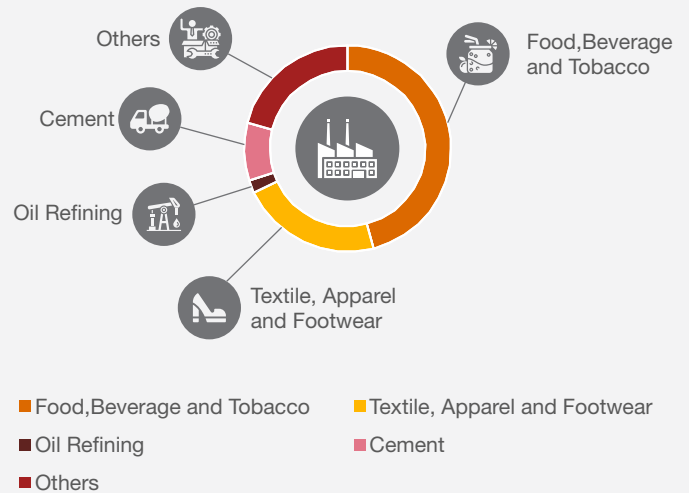 Others
Food,Beverage
and Tobacco
Cement
Oil Refining
Textile, Apparel
and Footwear
Food,Beverage and Tobacco
Textile, Apparel and Footwear
Oil Refining
Cement
Others